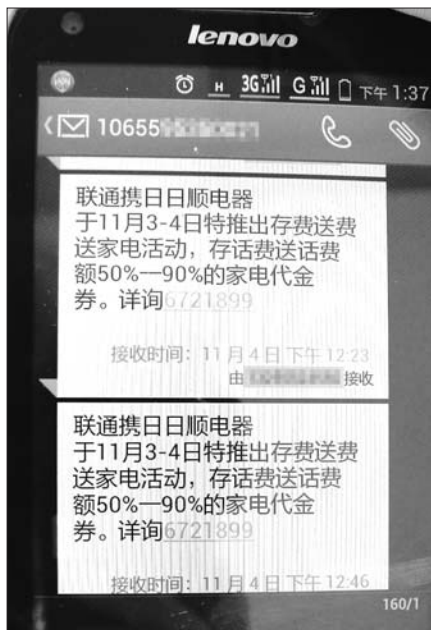 lenovo
H 3G G 下午 1:37
10655
联通携日日顺电器
于11月3-4日特推出存费送费
送家电活动，存话费送话费
额50%—90%的家电代金
券。详询6721899
接收时间：11月4日下午12:23
由 接收
联通携日日顺电器
于11月3-4日特推出存费送费
送家电活动，存话费送话费
额50%—90%的家电代金
券。详询6721899
接收时间：11月4日下午12:46
160/1